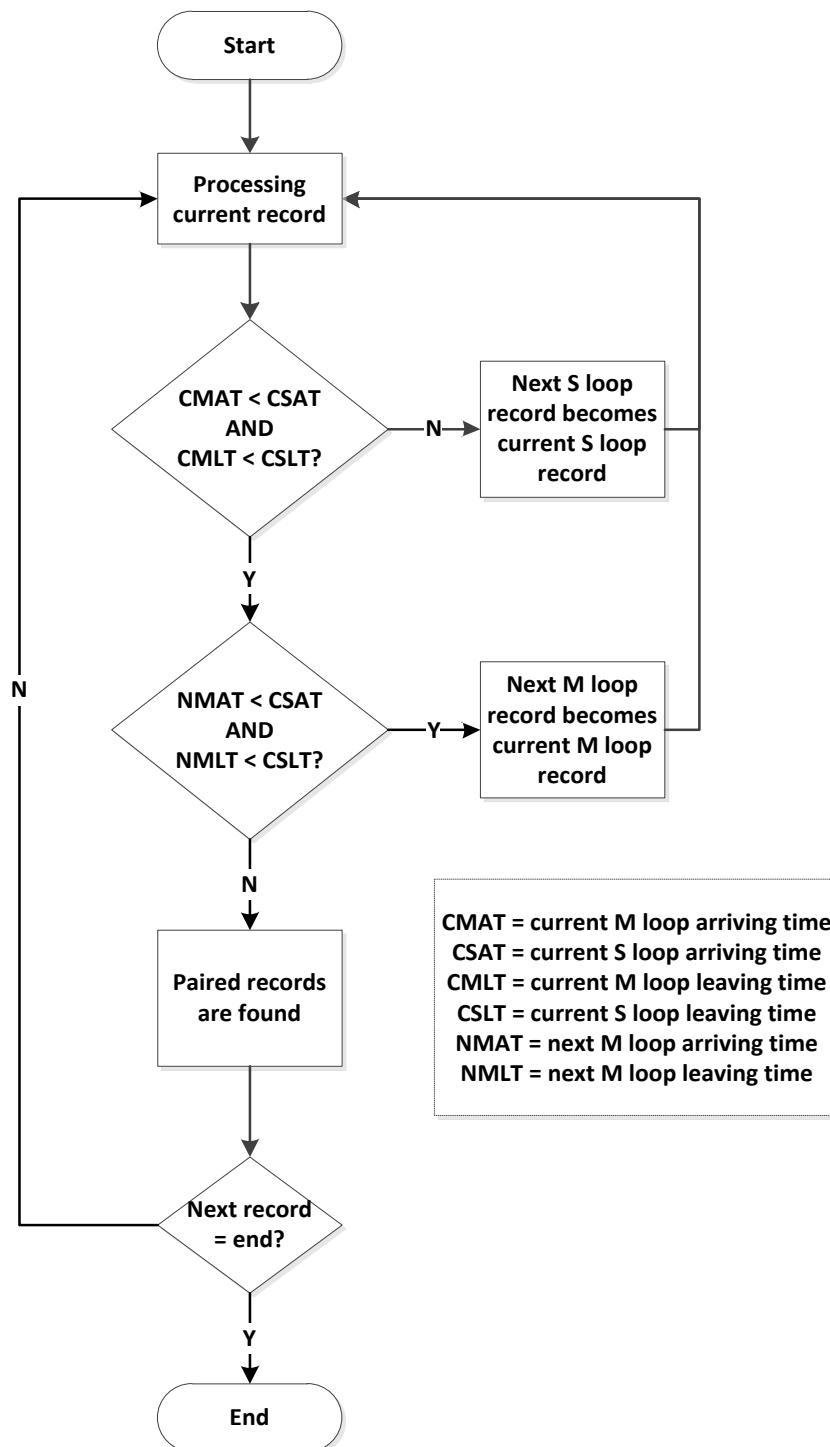 Start
Processing
current record
CMAT < CSAT
AND
CMLT < CSLT?
N
Next S loop
record becomes
current S loop
record
Y
N
NMAT < CSAT
AND
NMLT < CSLT?
Y
Next M loop
record becomes
current M loop
record
N
Paired records
are found
CMAT = current M loop arriving time
CSAT = current S loop arriving time
CMLT = current M loop leaving time
CSLT = current S loop leaving time
NMAT = next M loop arriving time
NMLT = next M loop leaving time
Next record
= end?
Y
End